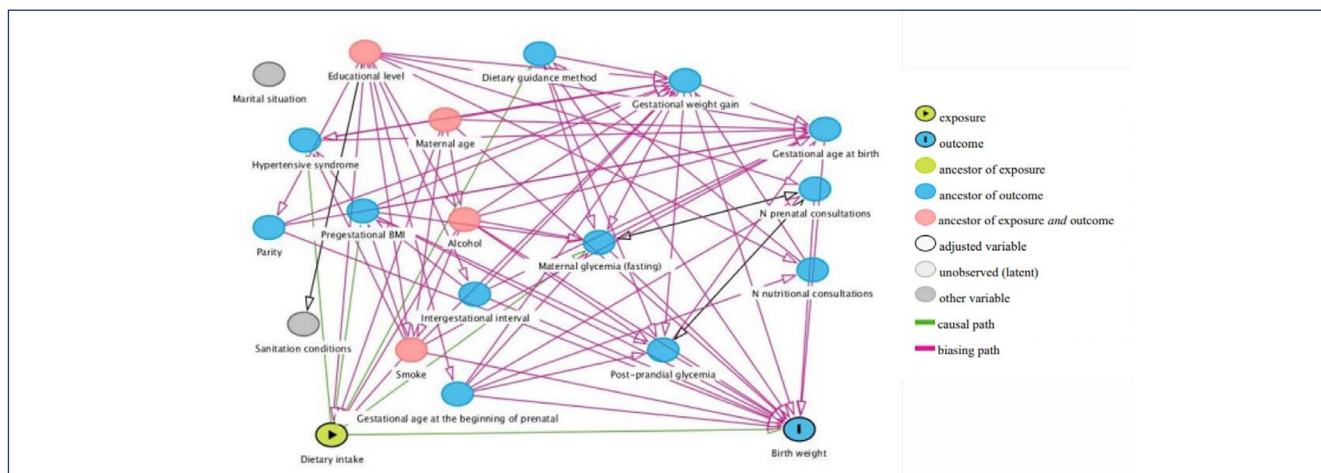 Educational level
Dietary guidance method
Marital situation
Gestational weight gain
Maternal age
Gestational age at birth
Hypertensive syndrome
N prenatal consultations
Parity
Pregestational BMI
Alcohol
Maternal glycemia (fasting)
N nutritional consultations
Intergestational interval
Sanitation conditions
Smoke
Post-prandial glycemia
Gestational age at the beginning of prenatal
Dietary intake
Birth weight
exposure
outcome
ancestor of exposure
ancestor of outcome
ancestor of exposure and outcome
adjusted variable
unobserved (latent)
other variable
causal path
biasing path